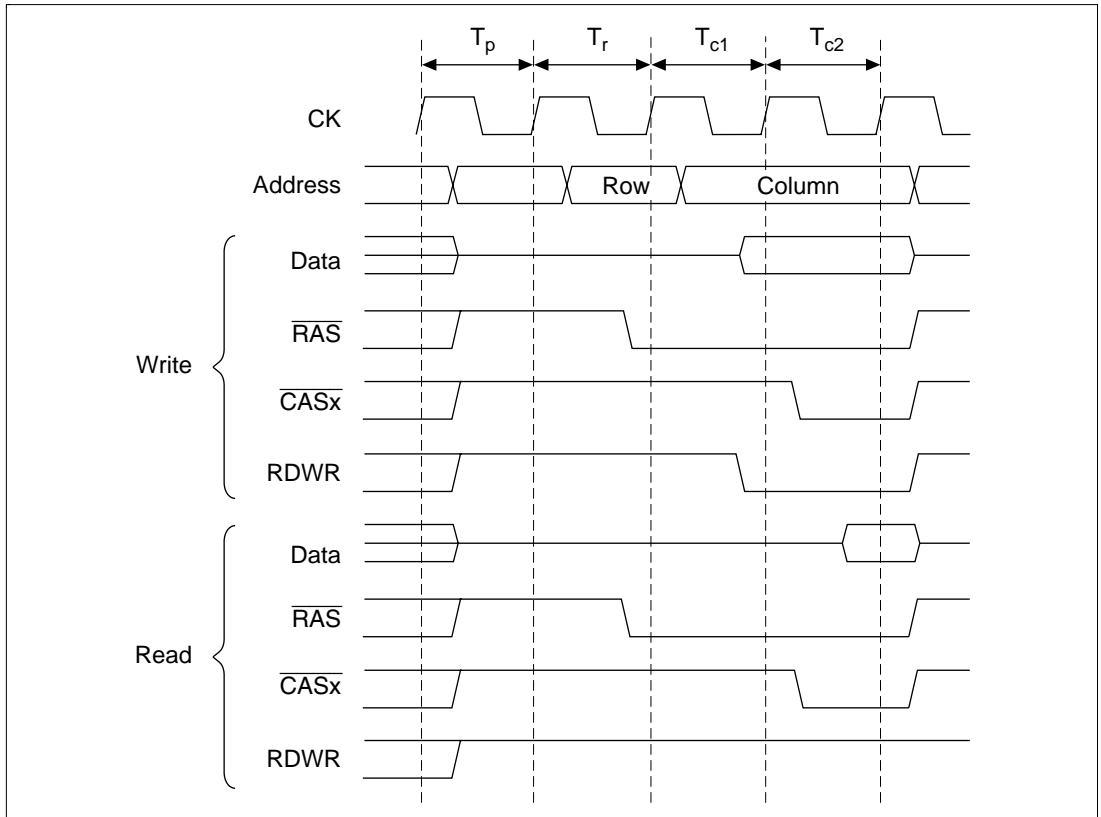 Tp Tr Tc1 Tc2
CK
Address Row Column
Write
Data
RAS
CASx
RDWR
Read
Data
RAS
CASx
RDWR